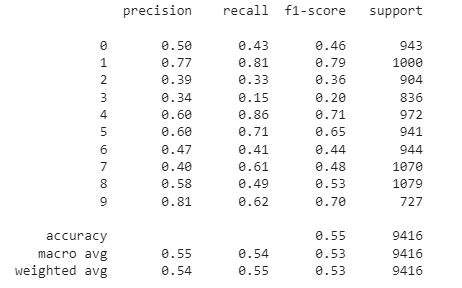 precision recall f1-score support
0 0.50 0.43 0.46 943
1 0.77 0.81 0.79 1000
2 0.39 0.33 0.36 904
3 0.34 0.15 0.20 836
4 0.60 0.86 0.71 972
5 0.60 0.71 0.65 941
6 0.47 0.41 0.44 944
7 0.40 0.61 0.48 1070
8 0.58 0.49 0.53 1079
9 0.81 0.62 0.70 727
accuracy 0.55 9416
macro avg 0.55 0.54 0.53 9416
weighted avg 0.54 0.55 0.53 9416